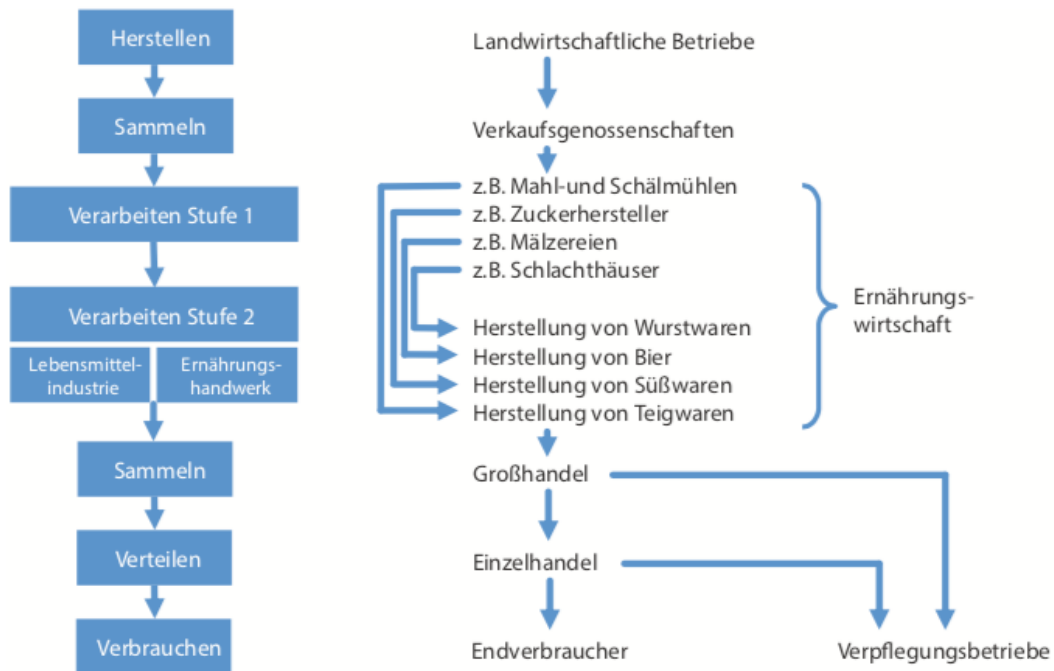 Herstellen
Landwirtschaftliche Betriebe
Sammeln
Verkaufsgenossenschaften
Verarbeiten Stufe 1
z.B. Mahl-und Schälmühlen
z.B. Zuckerhersteller
z.B. Mälzereien
z.B. Schlachthäuser
Ernährungs-
wirtschaft
Verarbeiten Stufe 2
Lebensmittel-
industrie
Ernährungs-
handwerk
Herstellung von Wurstwaren
Herstellung von Bier
Herstellung von Süßwaren
Herstellung von Teigwaren
Sammeln
Großhandel
Verteilen
Einzelhandel
Verbrauchen
Endverbraucher
Verpflegungsbetriebe